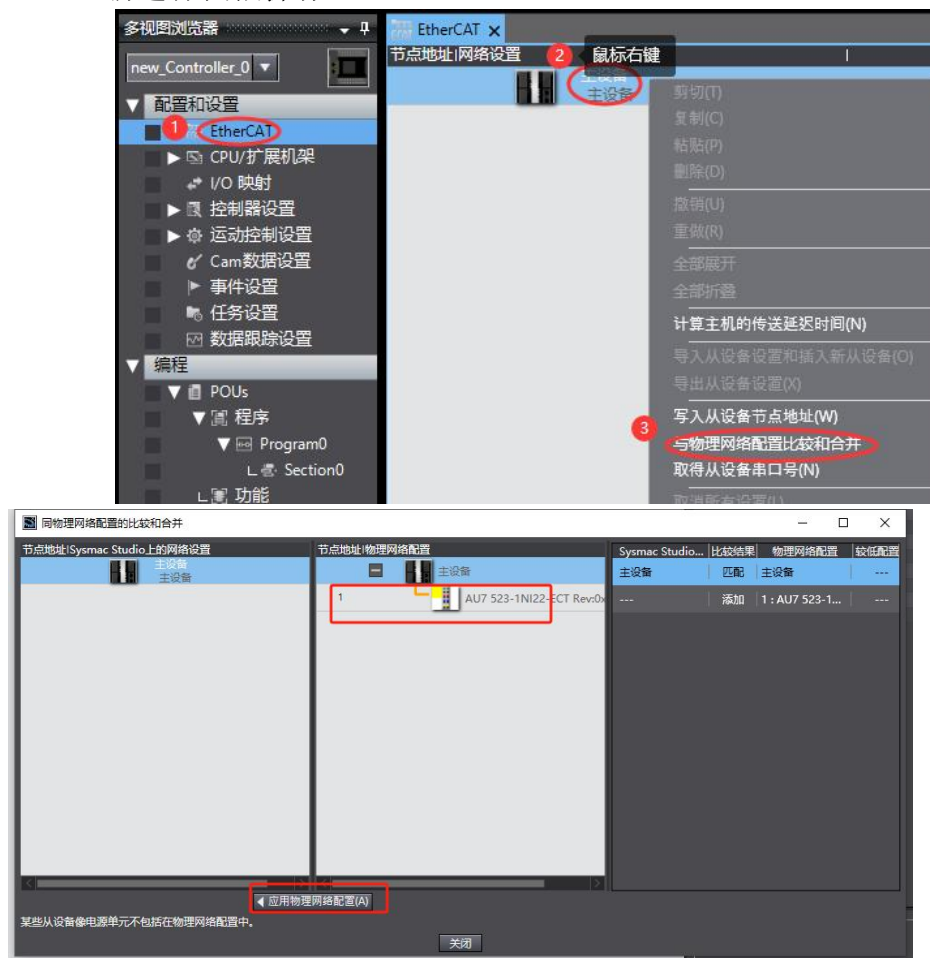 多视图浏览器
EtherCAT
节点地址|网络设置
2
鼠标右键
new_Controller_0
主设备
主设备
剪切(T)
复制(C)
粘贴(P)
删除(D)
撤销(U)
重做(R)
全部展开
全部折叠
计算主机的传送延迟时间(N)
导入从设备设置和插入新从设备(O)
导出从设备设置(X)
写入从设备节点地址(W)
3
与物理网络配置比较和合并
取得从设备串口号(N)
取消所有设置(L)
配置和设置
1
EtherCAT
CPU/扩展机架
I/O 映射
控制器设置
运动控制设置
Cam数据设置
事件设置
任务设置
数据跟踪设置
编程
POUs
程序
Program0
Section0
功能
同物理网络配置的比较和合并
节点地址|Sysmac Studio上的网络设置
主设备
主设备
节点地址|物理网络配置
主设备
1
AU7 523-1NI22-ECT Rev:0x
Sysmac Studio... 比较结果 物理网络配置 较低配置
主设备 匹配 主设备 ---
--- 添加 1 : AU7 523-1... ---
应用物理网络配置(A)
某些从设备像电源单元不包括在物理网络配置中。
关闭